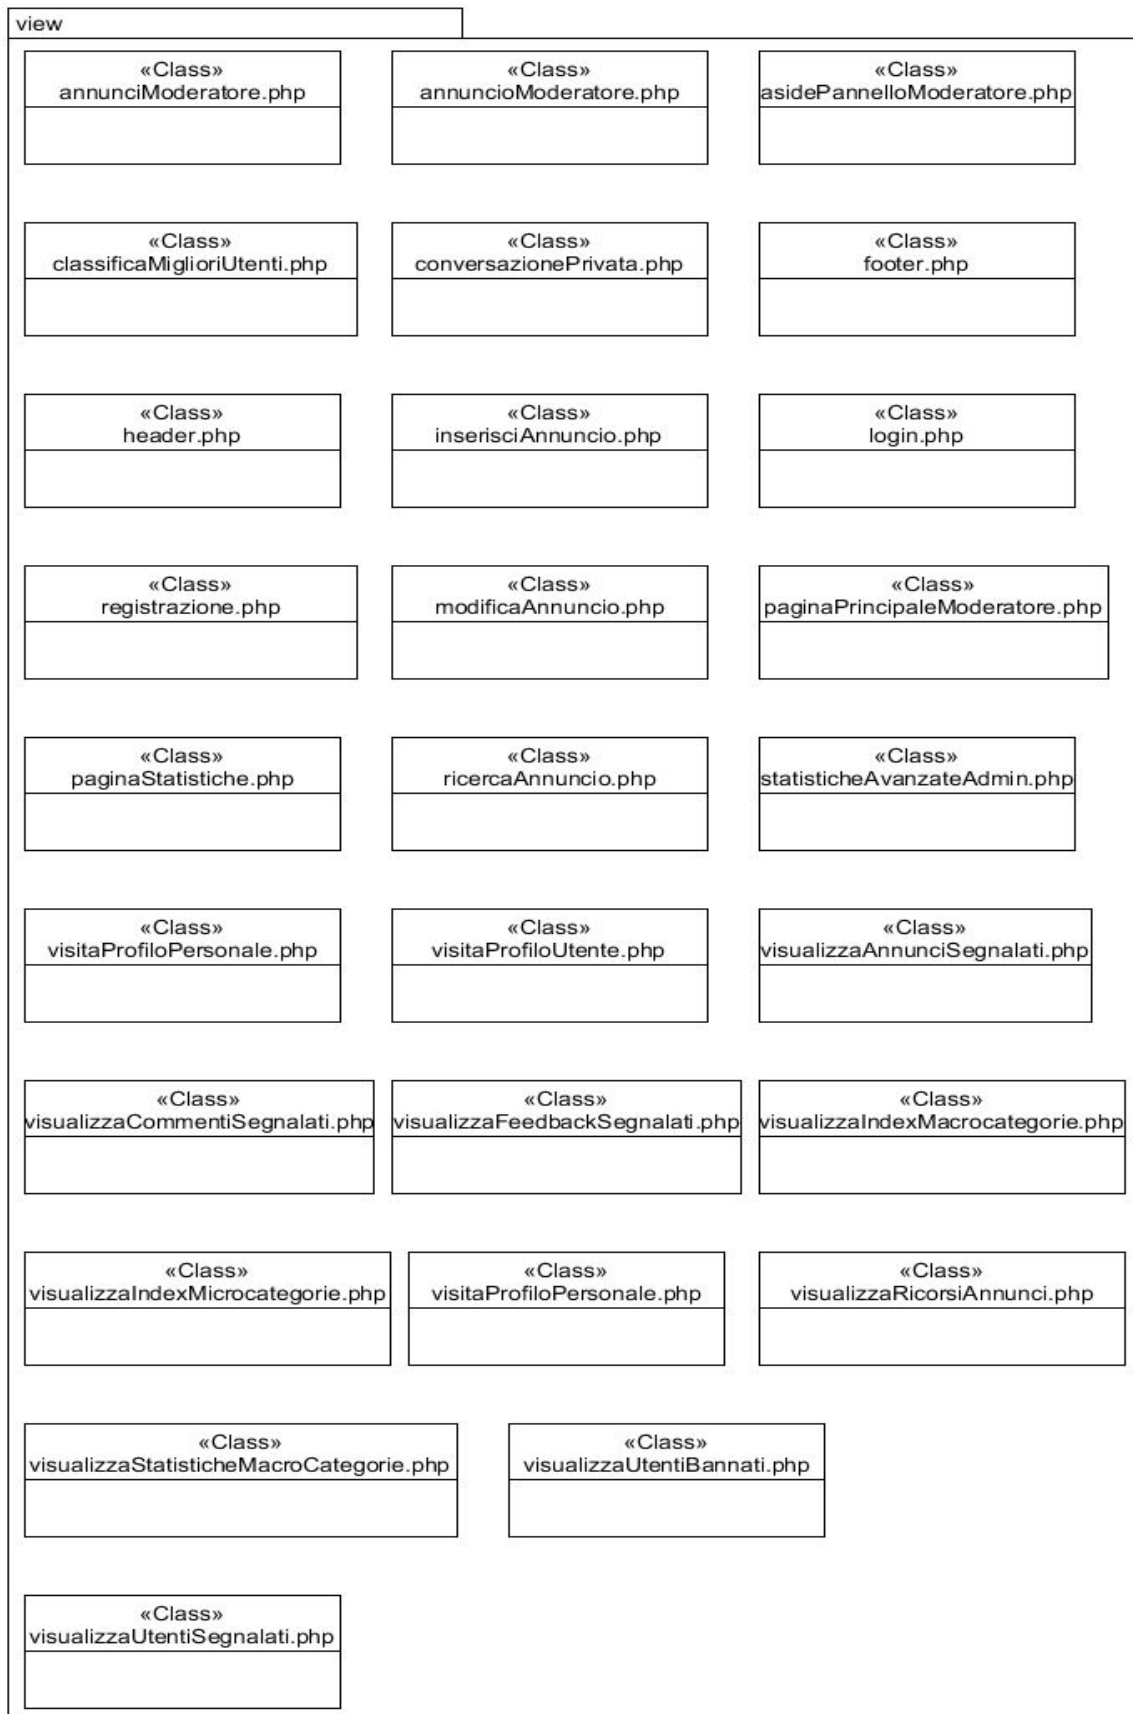 view
«Class»
annunciModeratore.php
«Class»
annuncioModeratore.php
«Class»
asidePannelloModeratore.php
«Class»
classificaMiglioriUtenti.php
«Class»
conversazionePrivata.php
«Class»
footer.php
«Class»
header.php
«Class»
inserisciAnnuncio.php
«Class»
login.php
«Class»
registrazione.php
«Class»
modificaAnnuncio.php
«Class»
paginaPrincipaleModeratore.php
«Class»
paginaStatistiche.php
«Class»
ricercaAnnuncio.php
«Class»
statisticheAvanzateAdmin.php
«Class»
visitaProfiloPersonale.php
«Class»
visitaProfiloUtente.php
«Class»
visualizzaAnnunciSegnalati.php
«Class»
visualizzaCommentiSegnalati.php
«Class»
visualizzaFeedbackSegnalati.php
«Class»
visualizzaIndexMacrocategorie.php
«Class»
visualizzaIndexMicrocategorie.php
«Class»
visitaProfiloPersonale.php
«Class»
visualizzaRicorsiAnnunci.php
«Class»
visualizzaStatisticheMacroCategorie.php
«Class»
visualizzaUtentiBannati.php
«Class»
visualizzaUtentiSegnalati.php